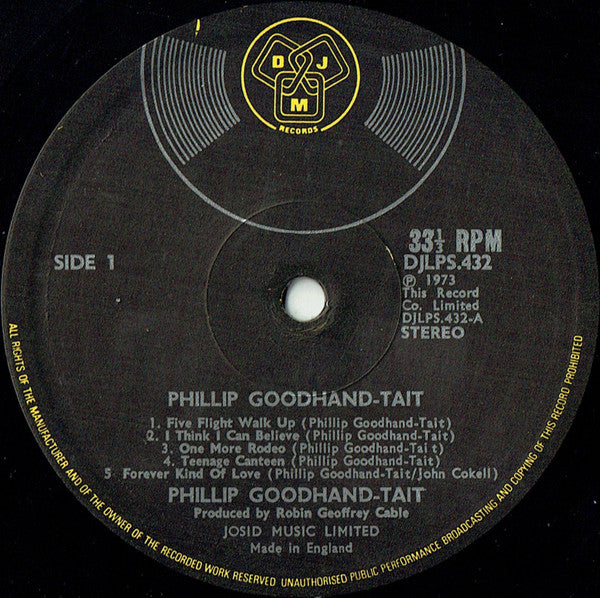 D J M
RECORDS
SIDE 1
33⅓ RPM
DJLPS.432
℗ 1973
This Record
Co. Limited
DJLPS.432-A
STEREO
PHILLIP GOODHAND-TAIT
1. Five Flight Walk Up (Phillip Goodhand-Tait)
2. I Think I Can Believe (Phillip Goodhand-Tait)
3. One More Rodeo (Phillip Goodhand-Tait)
4. Teenage Canteen (Phillip Goodhand-Tait)
5 Forever Kind Of Love (Phillip Goodhand-Tait/John Cokell)
PHILLIP GOODHAND-TAIT
Produced by Robin Geoffrey Cable
JOSID MUSIC LIMITED
Made in England
ALL RIGHTS OF THE MANUFACTURER AND OF THE OWNER OF THE RECORDED WORK RESERVED UNAUTHORISED PUBLIC PERFORMANCE BROADCASTING AND COPYING OF THIS RECORD PROHIBITED